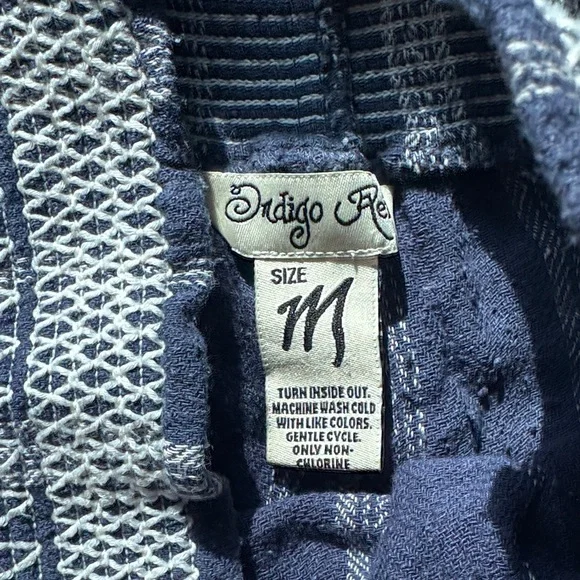 Indigo Re
SIZE
M
TURN INSIDE OUT.
MACHINE WASH COLD
WITH LIKE COLORS.
GENTLE CYCLE.
ONLY NON-
CHLORINE